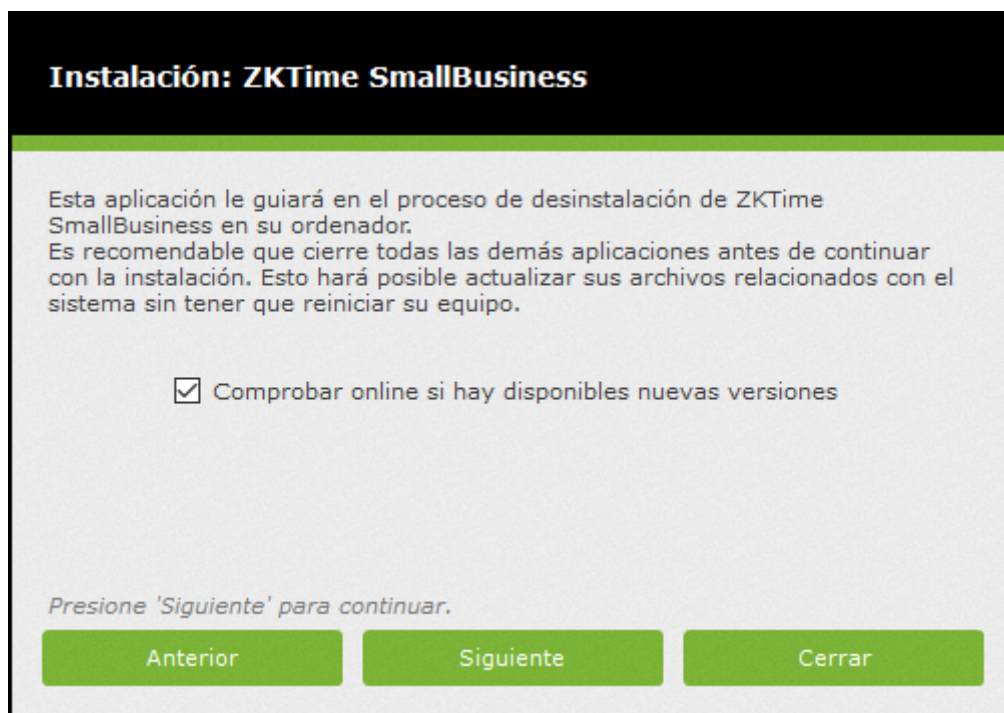 Instalación: ZKTime SmallBusiness
Esta aplicación le guiará en el proceso de desinstalación de ZKTime
SmallBusiness en su ordenador.
Es recomendable que cierre todas las demás aplicaciones antes de continuar
con la instalación. Esto hará posible actualizar sus archivos relacionados con el
sistema sin tener que reiniciar su equipo.
Comprobar online si hay disponibles nuevas versiones
Presione 'Siguiente' para continuar.
Anterior
Siguiente
Cerrar